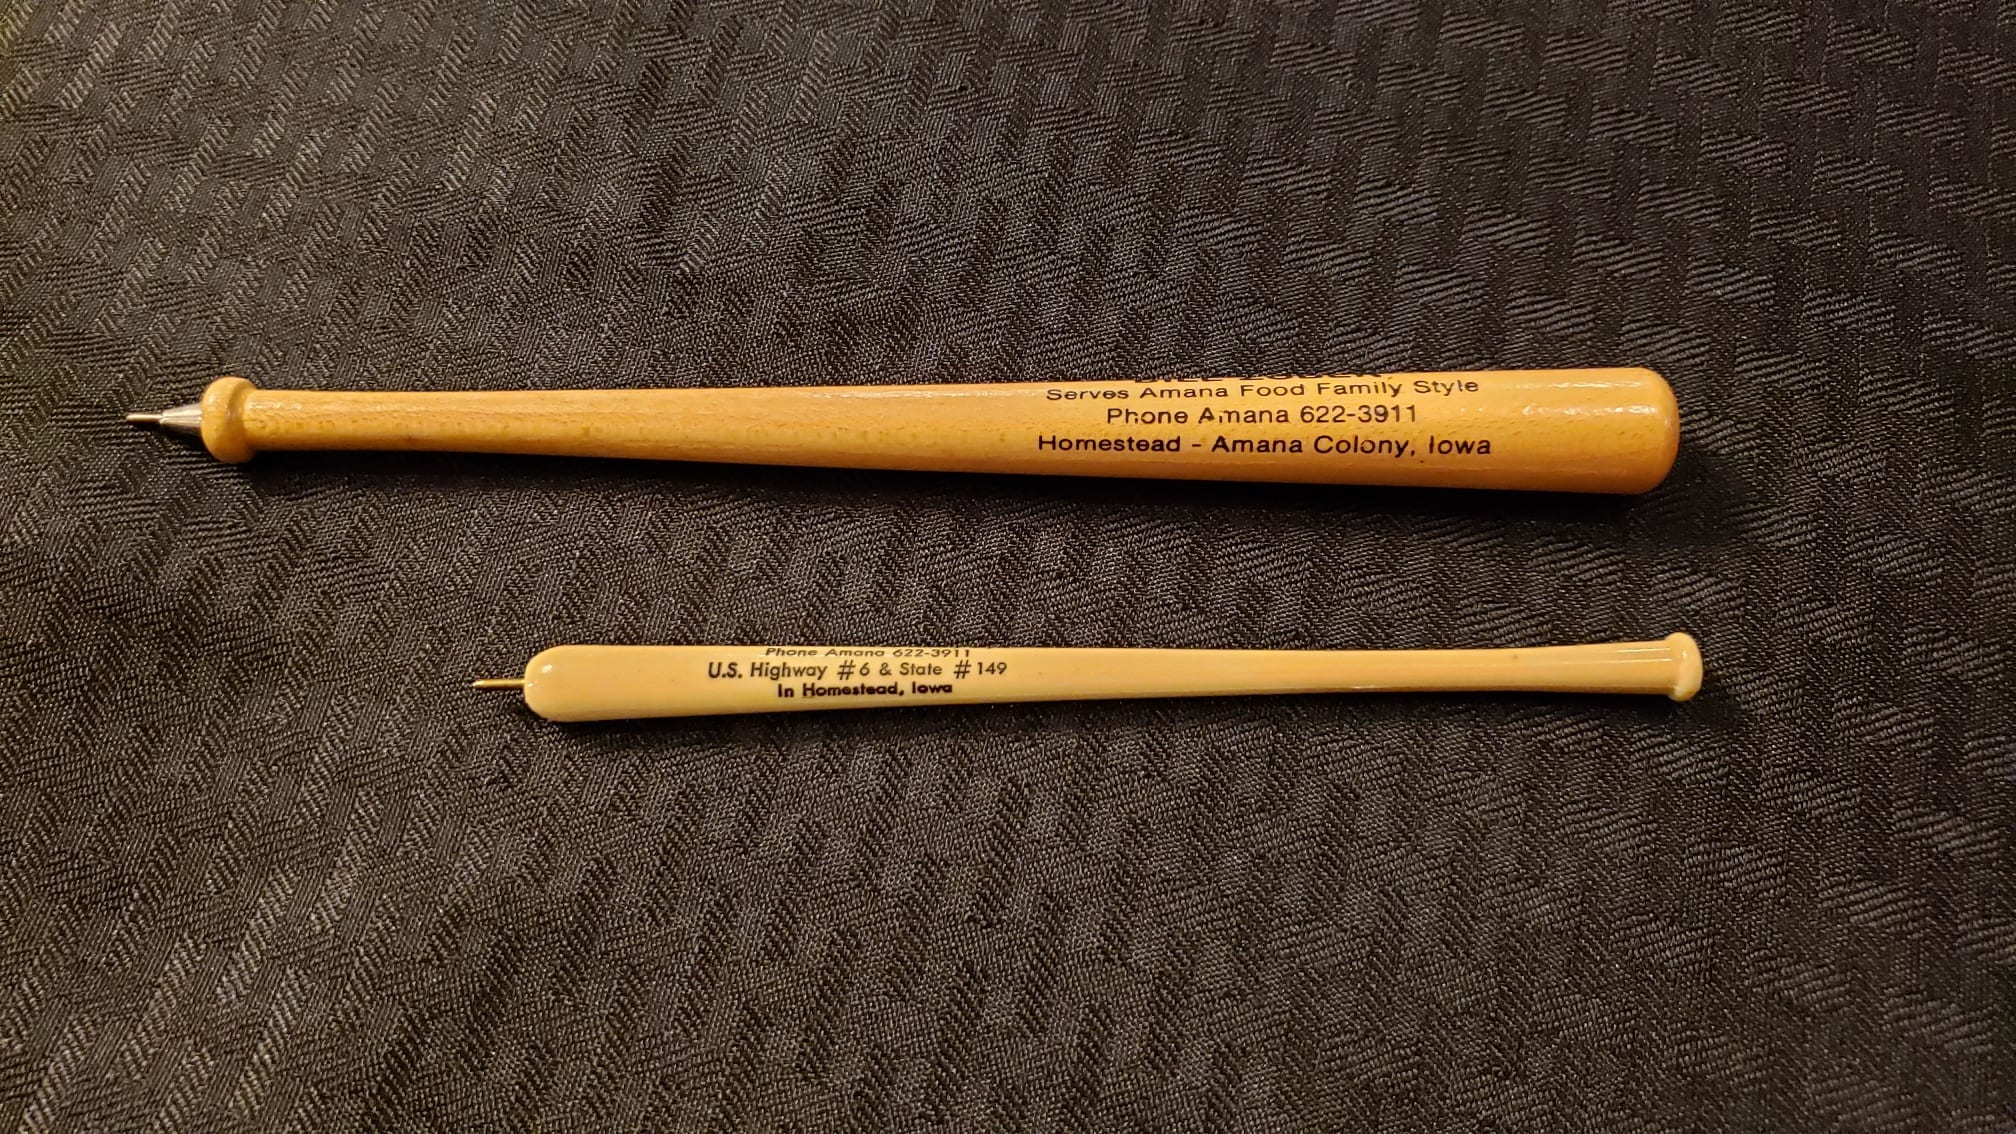 Serves Amana Food Family Style
Phone Amana 622-3911
Homestead - Amana Colony, Iowa
Phone Amana 622-3911
U.S. Highway #6 & State #149
In Homestead, Iowa